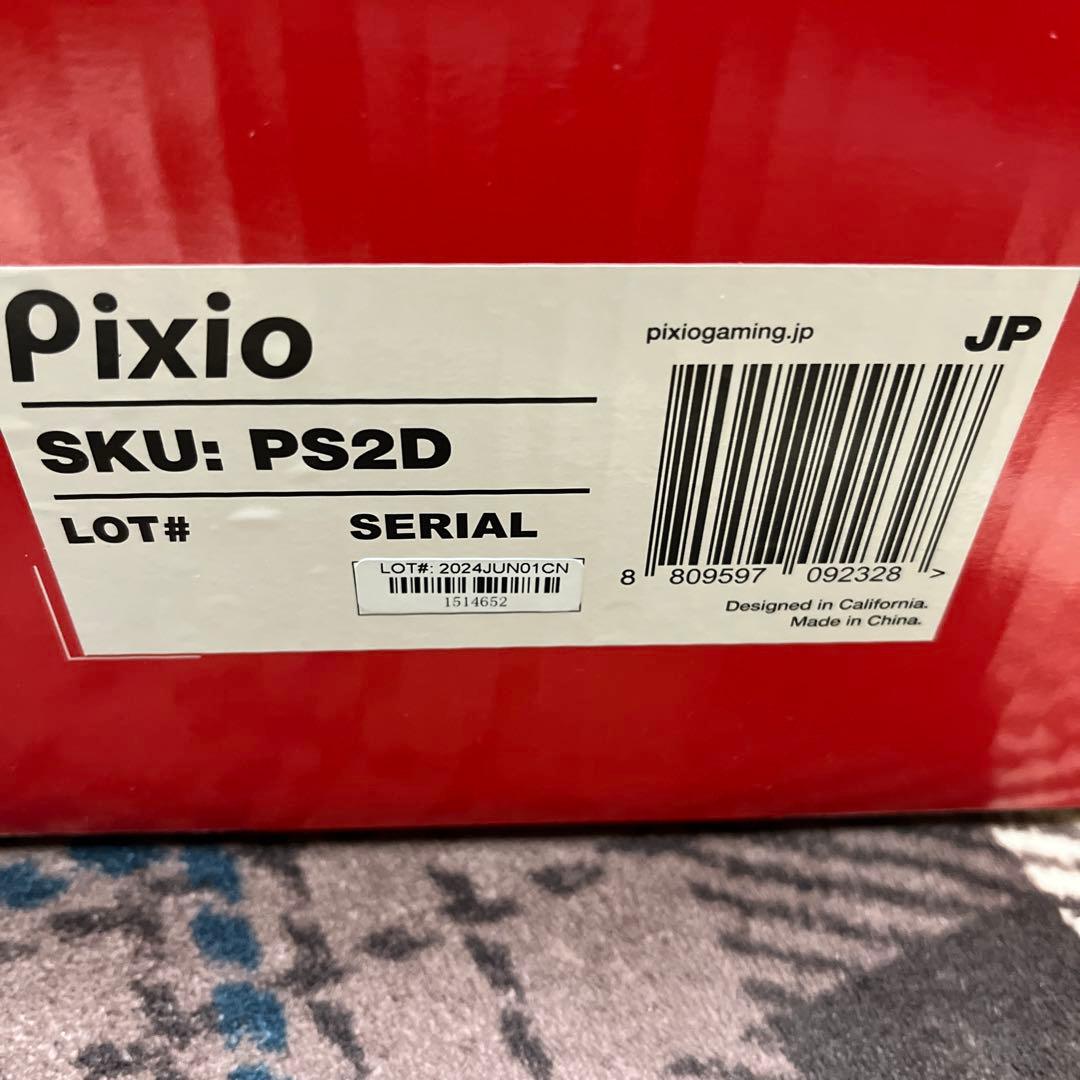 Pixio
SKU: PS2D
LOT#
SERIAL
LOT#: 2024JUN01CN
1514652
pixiogaming.jp
JP
8 809597 092328 >
Designed in California.
Made in China.